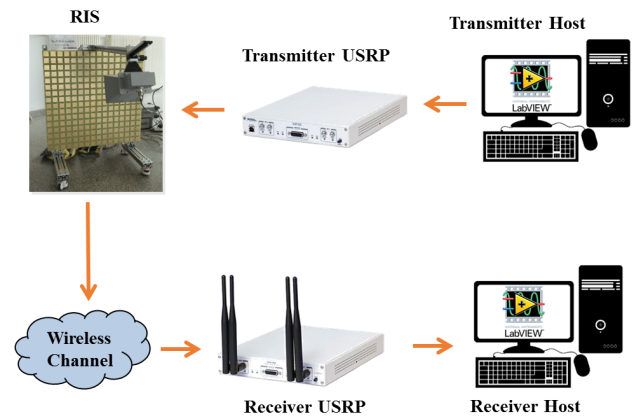 RIS
Transmitter Host
Transmitter USRP
LabVIEW
Wireless
Channel
LabVIEW
Receiver USRP
Receiver Host